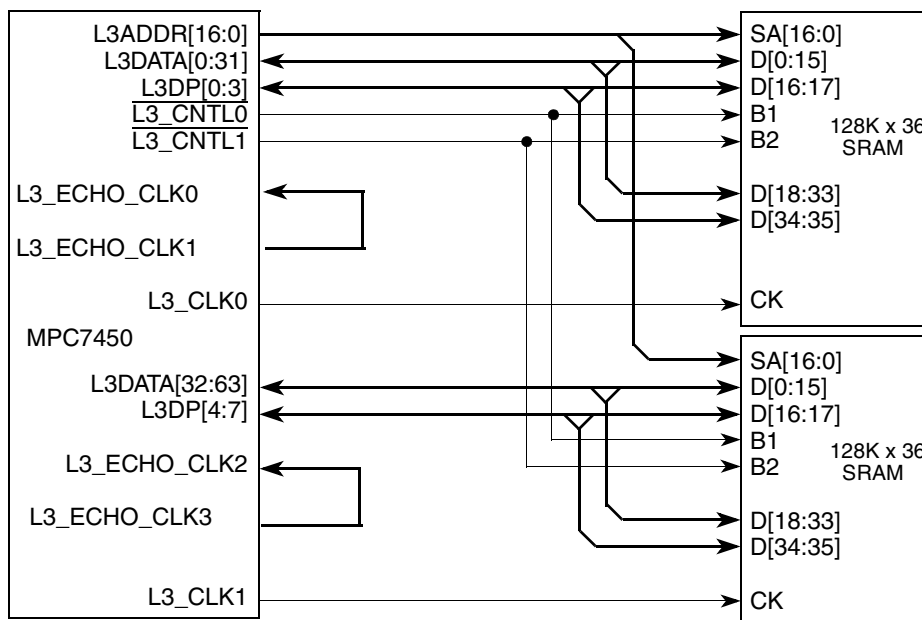 L3ADDR[16:0]
L3DATA[0:31]
L3DP[0:3]
L3_CNTL0
L3_CNTL1
L3_ECHO_CLK0
L3_ECHO_CLK1
L3_CLK0
MPC7450
L3DATA[32:63]
L3DP[4:7]
L3_ECHO_CLK2
L3_ECHO_CLK3
L3_CLK1
SA[16:0]
D[0:15]
D[16:17]
B1
B2
128K x 36
SRAM
D[18:33]
D[34:35]
CK
SA[16:0]
D[0:15]
D[16:17]
B1
B2
128K x 36
SRAM
D[18:33]
D[34:35]
CK